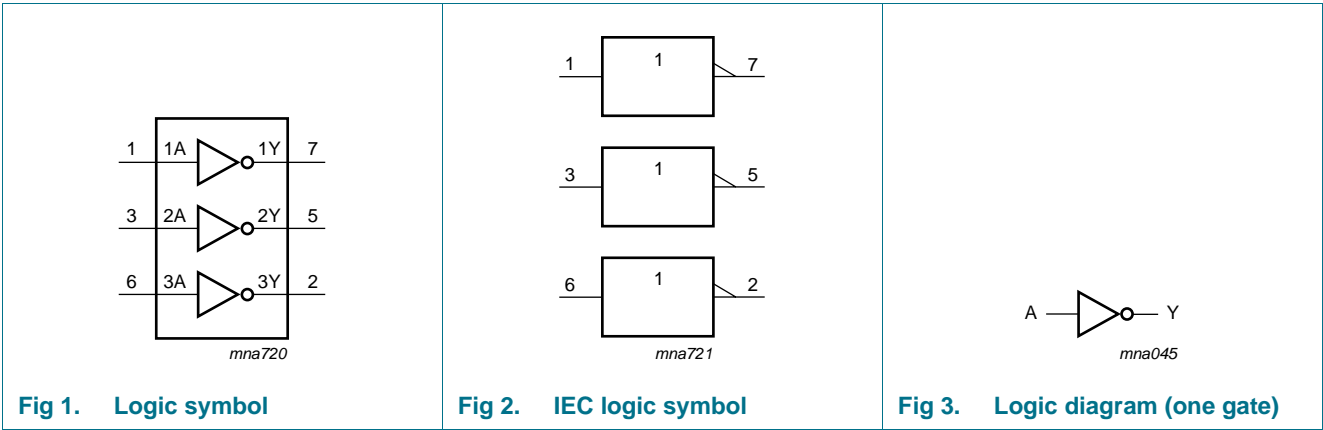 1 1A 1Y 7
3 2A 2Y 5
6 3A 3Y 2
mna720
Fig 1. Logic symbol
1 1 7
3 1 5
6 1 2
mna721
Fig 2. IEC logic symbol
A Y
mna045
Fig 3. Logic diagram (one gate)